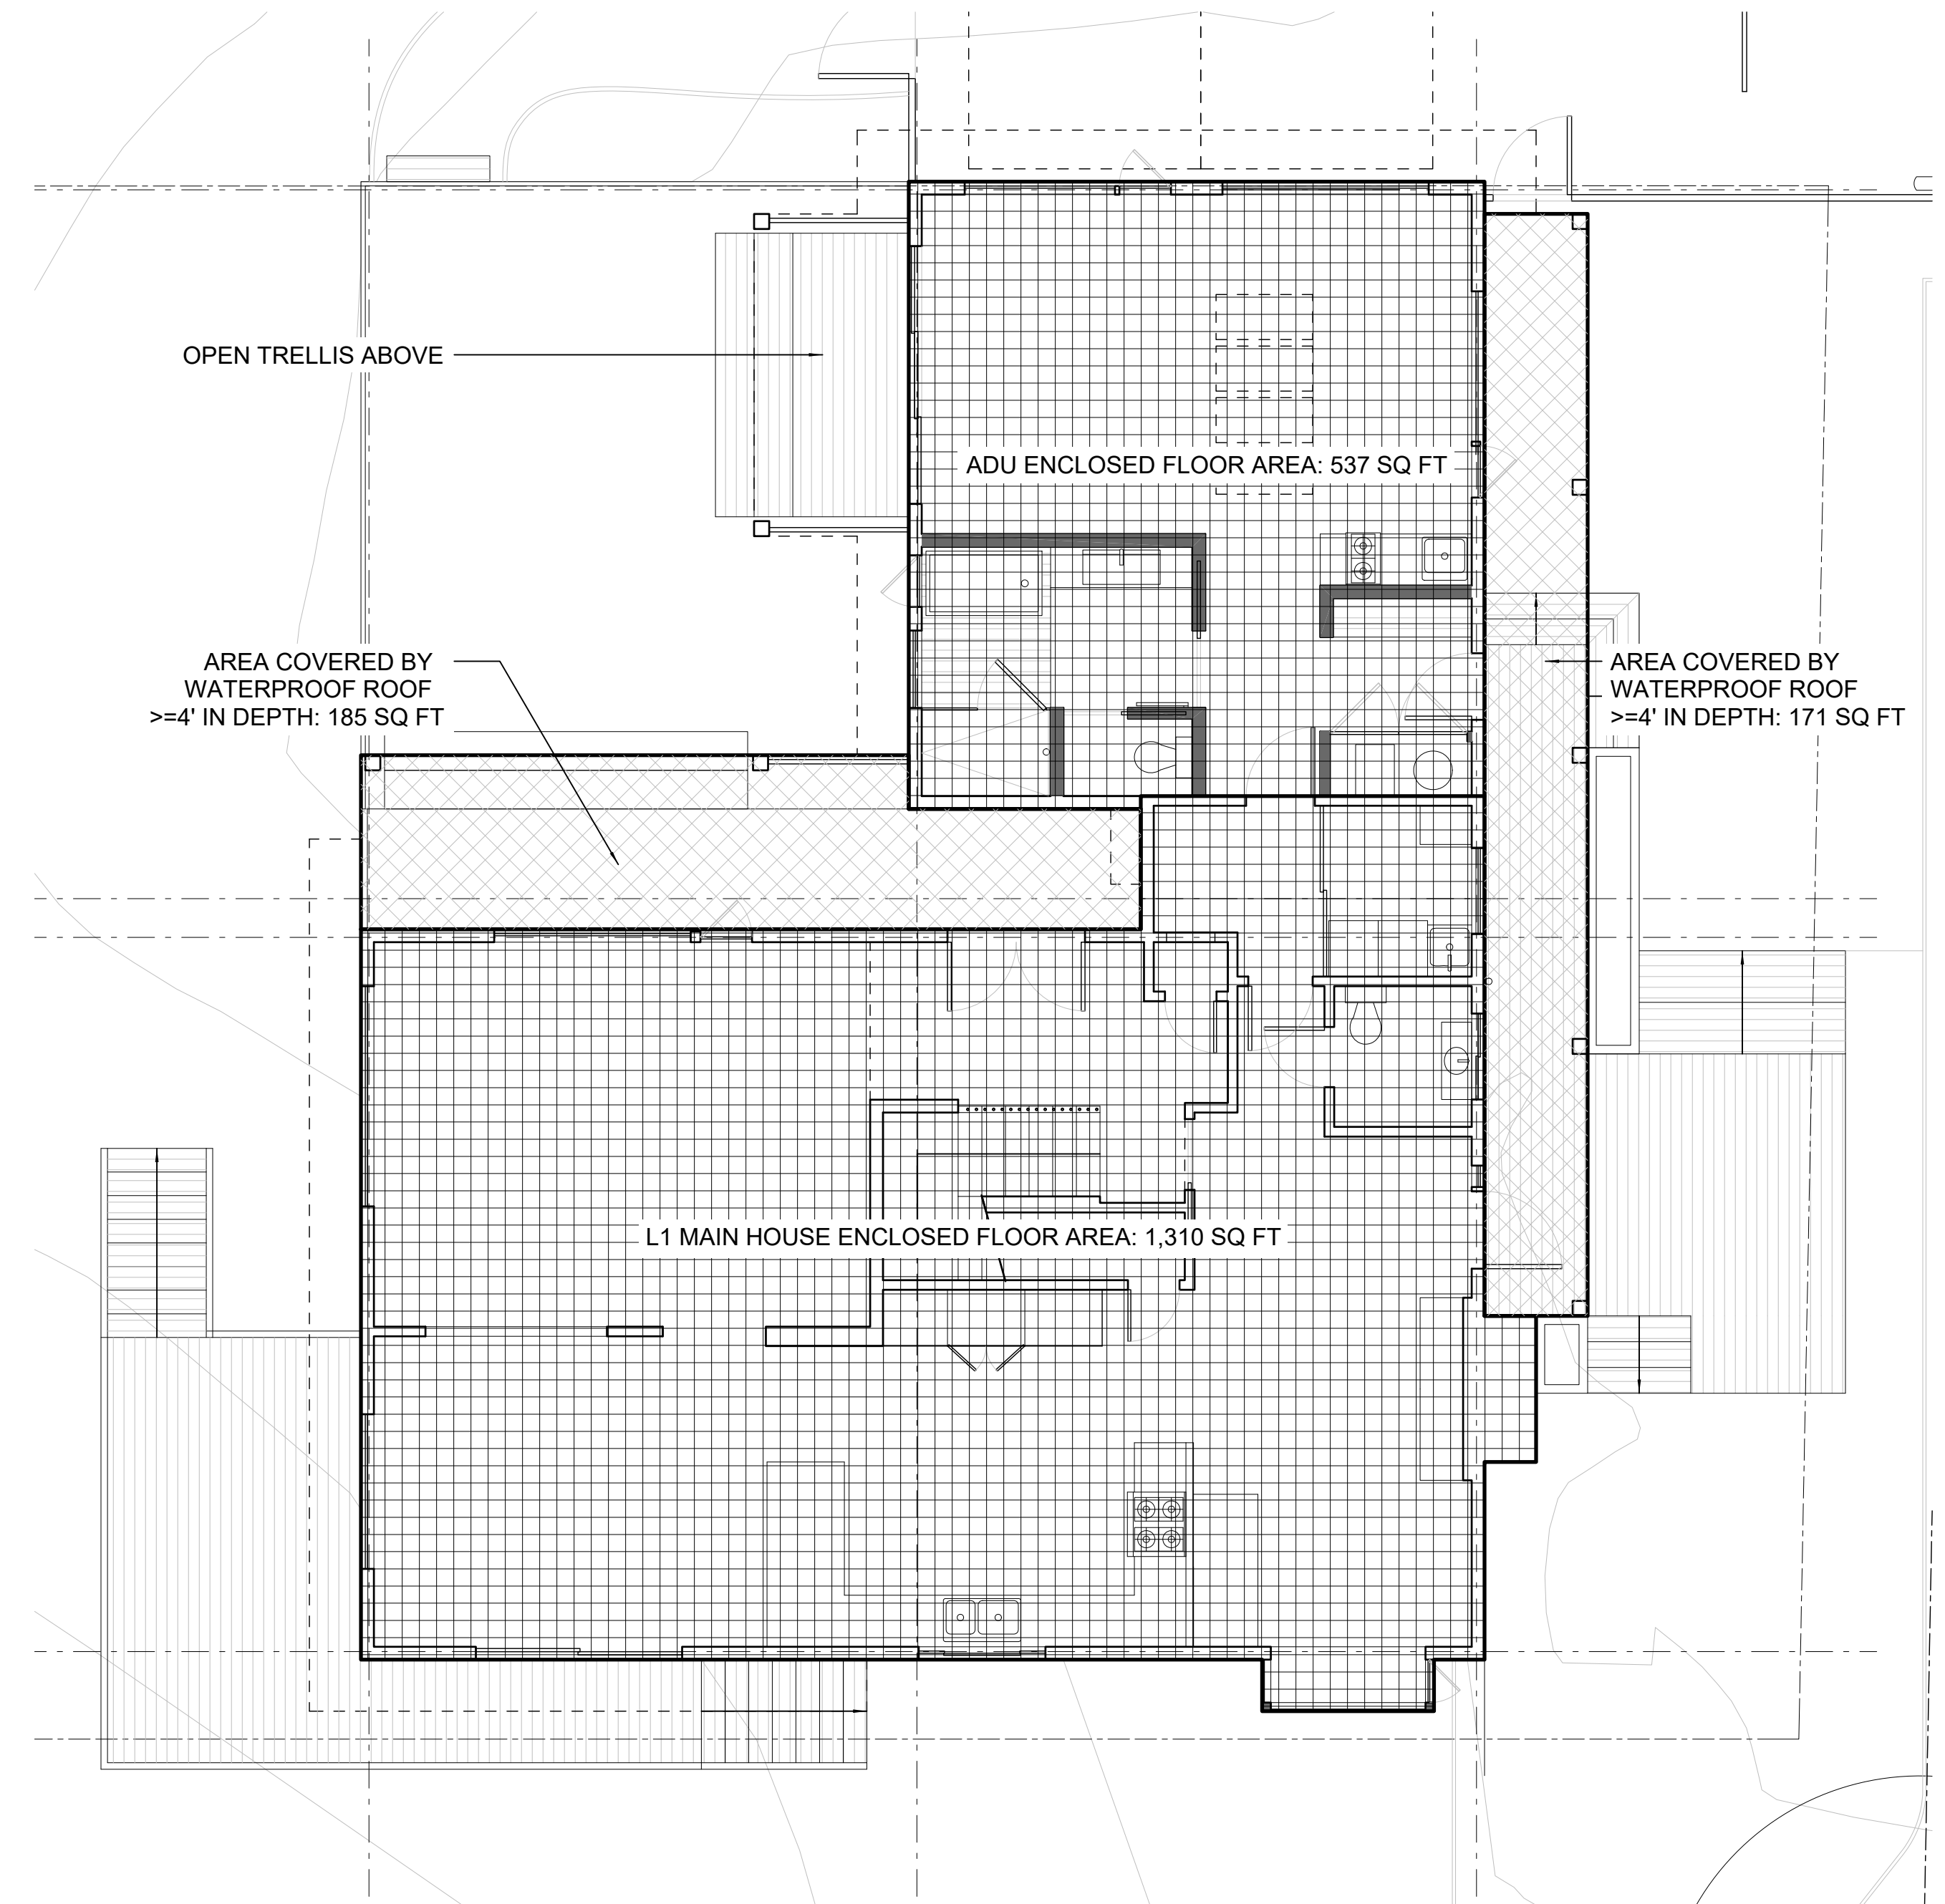 OPEN TRELLIS ABOVE
ADU ENCLOSED FLOOR AREA: 537 SQ FT
AREA COVERED BY
WATERPROOF ROOF
>=4' IN DEPTH: 185 SQ FT
AREA COVERED BY
WATERPROOF ROOF
>=4' IN DEPTH: 171 SQ FT
L1 MAIN HOUSE ENCLOSED FLOOR AREA: 1,310 SQ FT